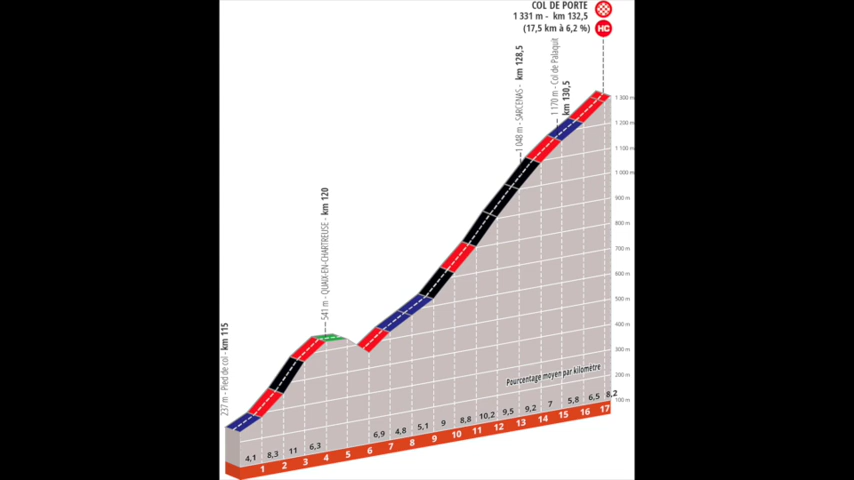 COL DE PORTE
1 331 m - km 132,5
(17,5 km à 6,2 %)
HC
1 170 m - Col de Palaquit
km 130,5
1 048 m - SARCENAS - km 128,5
541 m - QUAIX-EN-CHARTREUSE - km 120
237 m - Pied de col - km 115
1 300 m
1 200 m
1 100 m
1 000 m
900 m
800 m
700 m
600 m
500 m
400 m
300 m
200 m
100 m
Pourcentage moyen par kilomètre
4,1 8,3 11 6,3 6,9 4,8 5,1 9 8,8 10,2 9,5 9,2 7 5,8 6,5 8,2
1 2 3 4 5 6 7 8 9 10 11 12 13 14 15 16 17